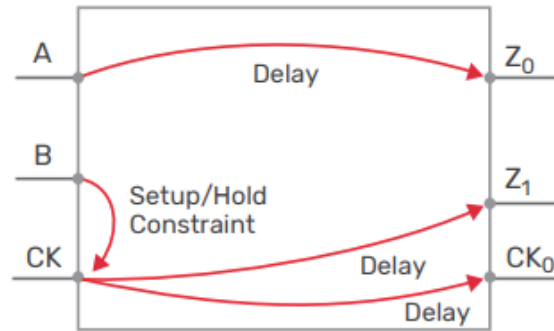 A
Z0
Delay
B
Setup/Hold
Constraint
Z1
CK
Delay
CK0
Delay